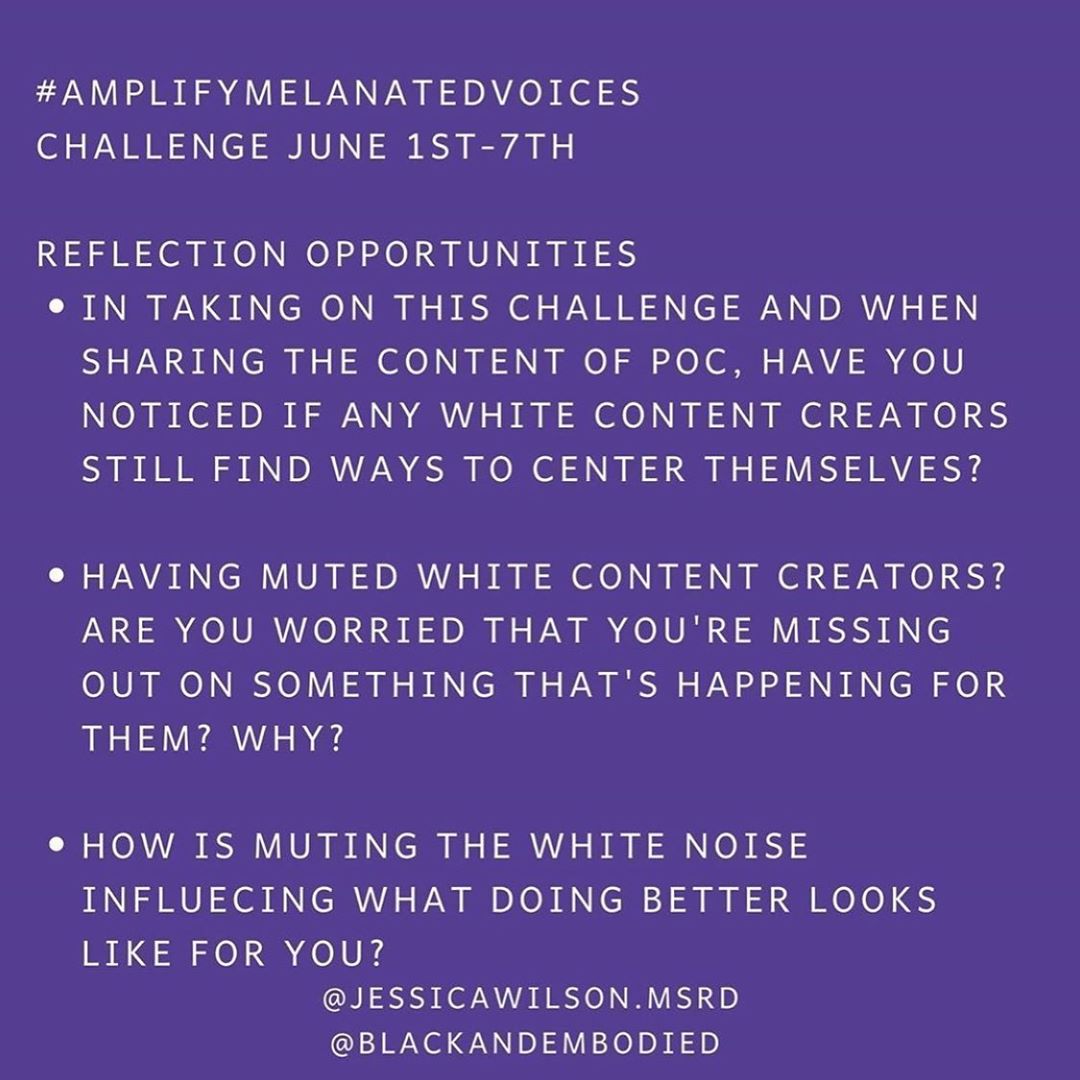 #AMPLIFYMELANATEDVOICES
CHALLENGE JUNE 1ST-7TH
REFLECTION OPPORTUNITIES
• IN TAKING ON THIS CHALLENGE AND WHEN
SHARING THE CONTENT OF POC, HAVE YOU
NOTICED IF ANY WHITE CONTENT CREATORS
STILL FIND WAYS TO CENTER THEMSELVES?
• HAVING MUTED WHITE CONTENT CREATORS?
ARE YOU WORRIED THAT YOU'RE MISSING
OUT ON SOMETHING THAT'S HAPPENING FOR
THEM? WHY?
• HOW IS MUTING THE WHITE NOISE
INFLUECING WHAT DOING BETTER LOOKS
LIKE FOR YOU?
@JESSICAWILSON.MSRD
@BLACKANDEMBODIED